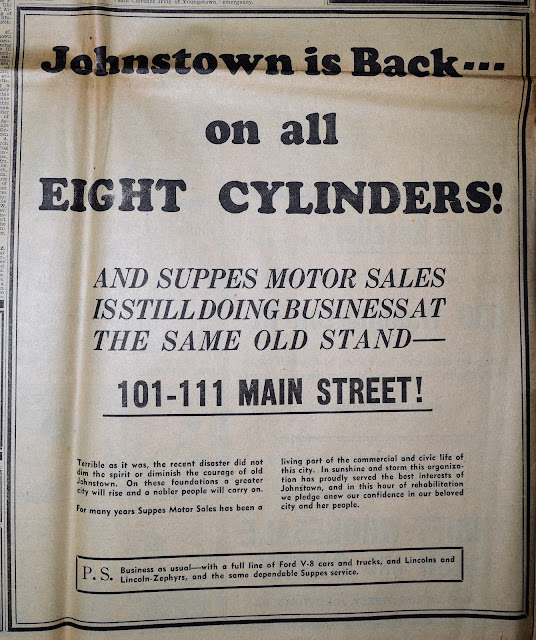 Johnstown is Back---
on all
EIGHT CYLINDERS!
AND SUPPES MOTOR SALES
IS STILL DOING BUSINESS AT
THE SAME OLD STAND—
101-111 MAIN STREET!
Terrible as it was, the recent disaster did not
dim the spirit or diminish the courage of old
Johnstown. On these foundations a greater
city will rise and a nobler people will carry on.
For many years Suppes Motor Sales has been a
living part of the commercial and civic life of
this city. In sunshine and storm this organiza-
tion has proudly served the best interests of
Johnstown, and in this hour of rehabilitation
we pledge anew our confidence in our beloved
city and her people.
P. S. Business as usual—with a full line of Ford V-8 cars and trucks, and Lincolns and
Lincoln-Zephyrs, and the same dependable Suppes service.